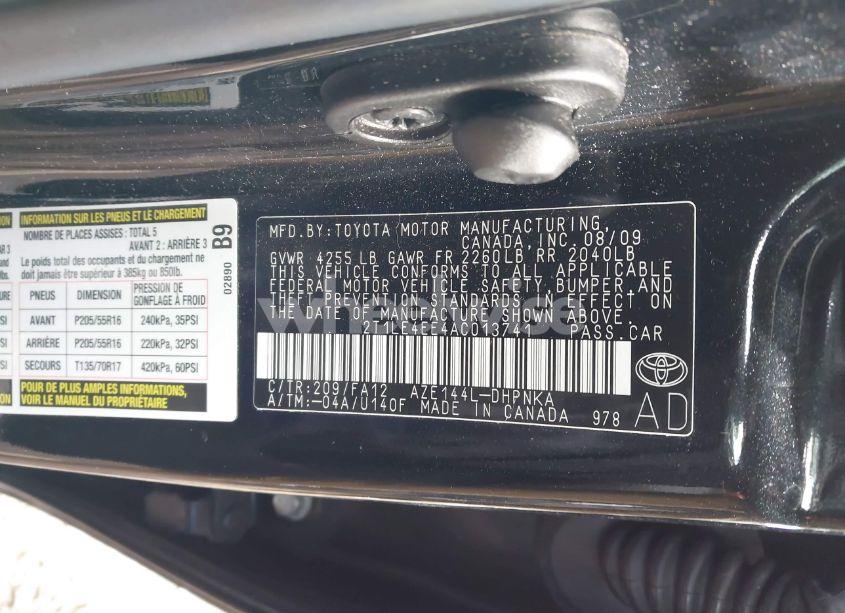 ION
AR 3
INFORMATION SUR LES PNEUS ET LE CHARGEMENT
NOMBRE DE PLACES ASSISES : TOTAL 5
AVANT 2 : ARRIÈRE 3
Le poids total des occupants et du chargement ne
doit jamais être supérieur à 385kg ou 850lb.
PNEUS DIMENSION PRESSION DE GONFLAGE À FROID
AVANT P205/55R16 240kPa, 35PSI
ARRIÈRE P205/55R16 220kPa, 32PSI
SECOURS T135/70R17 420kPa, 60PSI
POUR DE PLUS AMPLES INFORMATIONS,
VOIR LE MANUEL DU PROPRIÉTAIRE
B9
02890
MFD.BY:TOYOTA MOTOR MANUFACTURING,
CANADA, INC. 08/09
GVWR 4255 LB GAWR FR 2260LB RR 2040LB
THIS VEHICLE CONFORMS TO ALL APPLICABLE
FEDERAL MOTOR VEHICLE SAFETY, BUMPER, AND
THEFT PREVENTION STANDARDS IN EFFECT ON
THE DATE OF MANUFACTURE SHOWN ABOVE.
PASS.CAR
C/TR:209/FA12 AZE144L-DHPNKA
A/TM:-04A/U140F MADE IN CANADA 978
AD